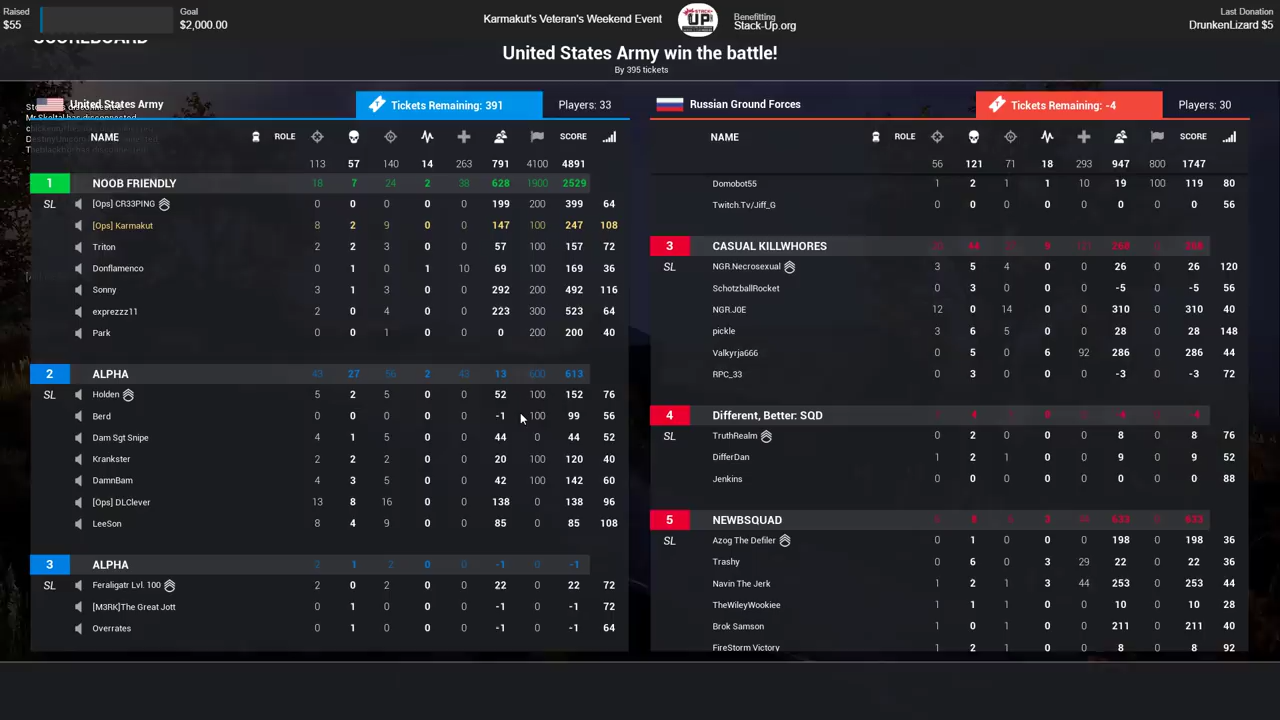 Raised
$55
Goal
$2,000.00
Karmakut's Veteran's Weekend Event
STACK UP
Benefitting
Stack-Up.org
Last Donation
DrunkenLizard $5
SCOREBOARD
United States Army win the battle!
By 395 tickets
United States Army
Tickets Remaining: 391
Players: 33
NAME ROLE SCORE
113 57 140 14 263 791 4100 4891
1 NOOB FRIENDLY 18 7 24 2 38 628 1900 2529
SL [Ops] CR33PING 0 0 0 0 0 199 200 399 64
[Ops] Karmakut 8 2 9 0 0 147 100 247 108
Triton 2 2 3 0 0 57 100 157 72
Donflamenco 0 1 0 1 10 69 100 169 36
Sonny 3 1 3 0 0 292 200 492 116
exprezzz11 2 0 4 0 0 223 300 523 64
Park 0 0 1 0 0 0 200 200 40
2 ALPHA 43 27 56 2 43 13 600 613
SL Holden 5 2 5 0 0 52 100 152 76
Berd 0 0 0 0 0 -1 100 99 56
Dam Sgt Snipe 4 1 5 0 0 44 0 44 52
Krankster 2 2 2 0 0 20 100 120 40
DamnBam 4 3 5 0 0 42 100 142 60
[Ops] DLClever 13 8 16 0 0 138 0 138 96
LeeSon 8 4 9 0 0 85 0 85 108
3 ALPHA 2 1 2 0 0 -1 0 -1
SL Feraligatr Lvl. 100 2 0 2 0 0 22 0 22 72
[M3RK]The Great Jott 0 1 0 0 0 -1 0 -1 72
Overrates 0 1 0 0 0 -1 0 -1 64
Russian Ground Forces
Tickets Remaining: -4
Players: 30
NAME ROLE SCORE
56 121 71 18 293 947 800 1747
Domobot55 1 2 1 1 10 19 100 119 80
Twitch.Tv/Jiff_G 0 0 0 0 0 0 0 0 56
3 CASUAL KILLWHORES
SL NGR.Necrosexual 3 5 4 0 0 26 0 26 120
SchotzballRocket 0 3 0 0 0 -5 0 -5 56
NGR.J0E 12 0 14 0 0 310 0 310 40
pickle 3 6 5 0 0 28 0 28 148
Valkyrja666 0 5 0 6 92 286 0 286 44
RPC_33 0 3 0 0 0 -3 0 -3 72
4 Different, Better: SQD
SL TruthRealm 0 2 0 0 0 8 0 8 76
DifferDan 1 2 1 0 0 9 0 9 52
Jenkins 0 0 0 0 0 0 0 0 88
5 NEWBSQUAD 633 633
SL Azog The Defiler 0 1 0 0 0 198 0 198 36
Trashy 0 6 0 3 29 22 0 22 36
Navin The Jerk 1 2 1 3 44 253 0 253 44
TheWileyWookiee 1 1 1 0 0 10 0 10 28
Brok Samson 1 0 1 0 0 211 0 211 40
FireStorm Victory 1 2 1 0 0 8 0 8 92